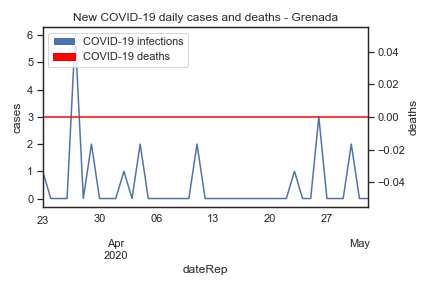 New COVID-19 daily cases and deaths - Grenada
COVID-19 infections
COVID-19 deaths
6
5
4
3
2
1
0
cases
0.04
0.02
0.00
−0.02
−0.04
deaths
23 30 06 13 20 27
Apr May
2020
dateRep